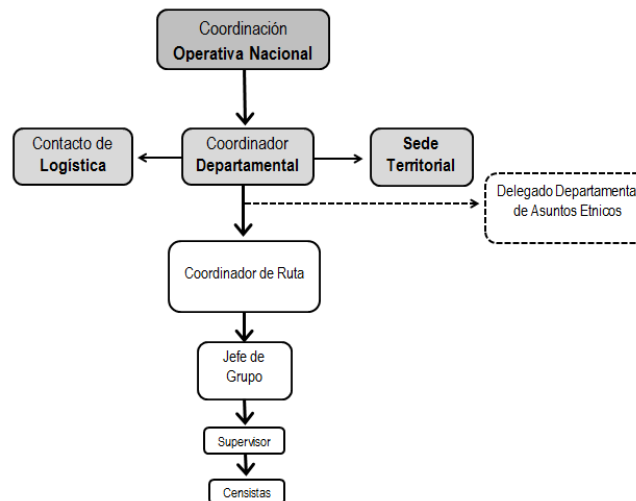 Coordinación
Operativa Nacional
Contacto de
Logística
Coordinador
Departamental
Sede
Territorial
Delegado Departamenta
de Asuntos Etnicos
Coordinador de Ruta
Jefe de
Grupo
Supervisor
Censistas